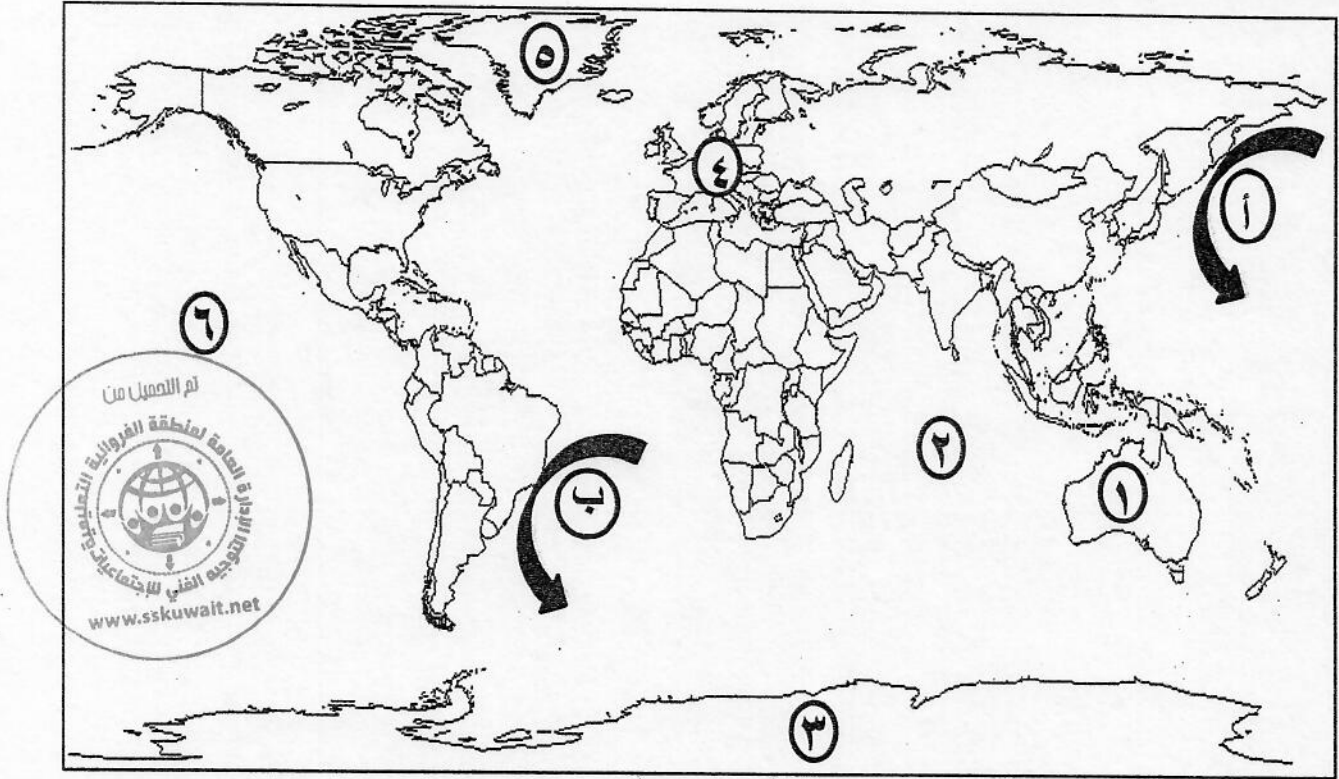 ٥
٤
أ
٦
٢
ب
١
٣
تم التحميل من
الإدارة العامة لمنطقة الفروانية التعليمية
التوجيه الفني للاجتماعيات
www.sskuwait.net